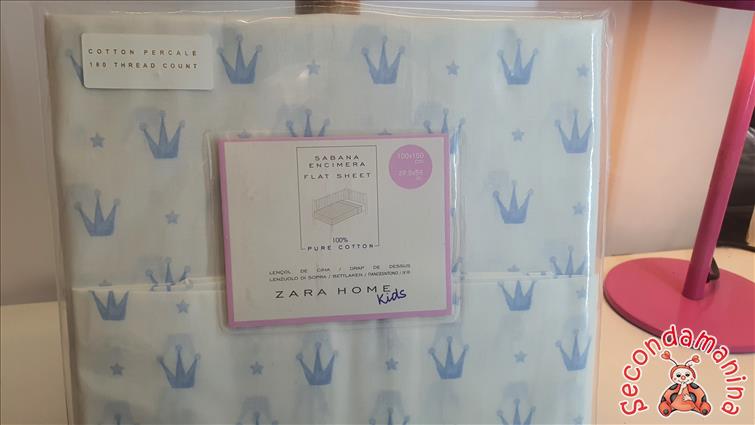 COTTON PERCALE
180 THREAD COUNT
SABANA
ENCIMERA
FLAT SHEET
100x150
cm
100%
PURE COTTON
LENÇOL DE CIMA / DRAP DE DESSUS
LENZUOLO DI SOPRA / BETTLAKEN /
ZARA HOME
Kids
Secondamanina